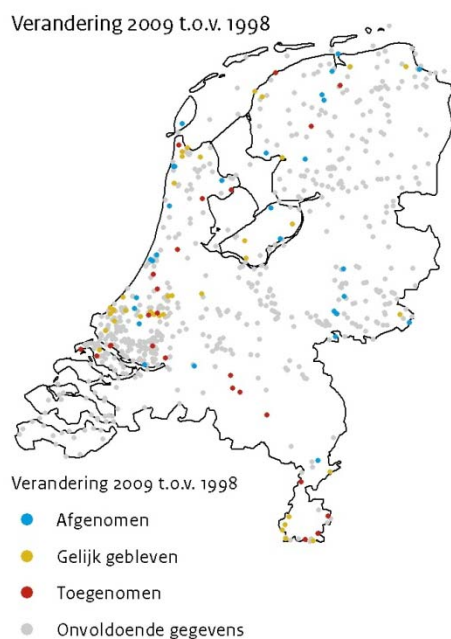 Verandering 2009 t.o.v. 1998
Verandering 2009 t.o.v. 1998
Afgenomen
Gelijk gebleven
Toegenomen
Onvoldoende gegevens